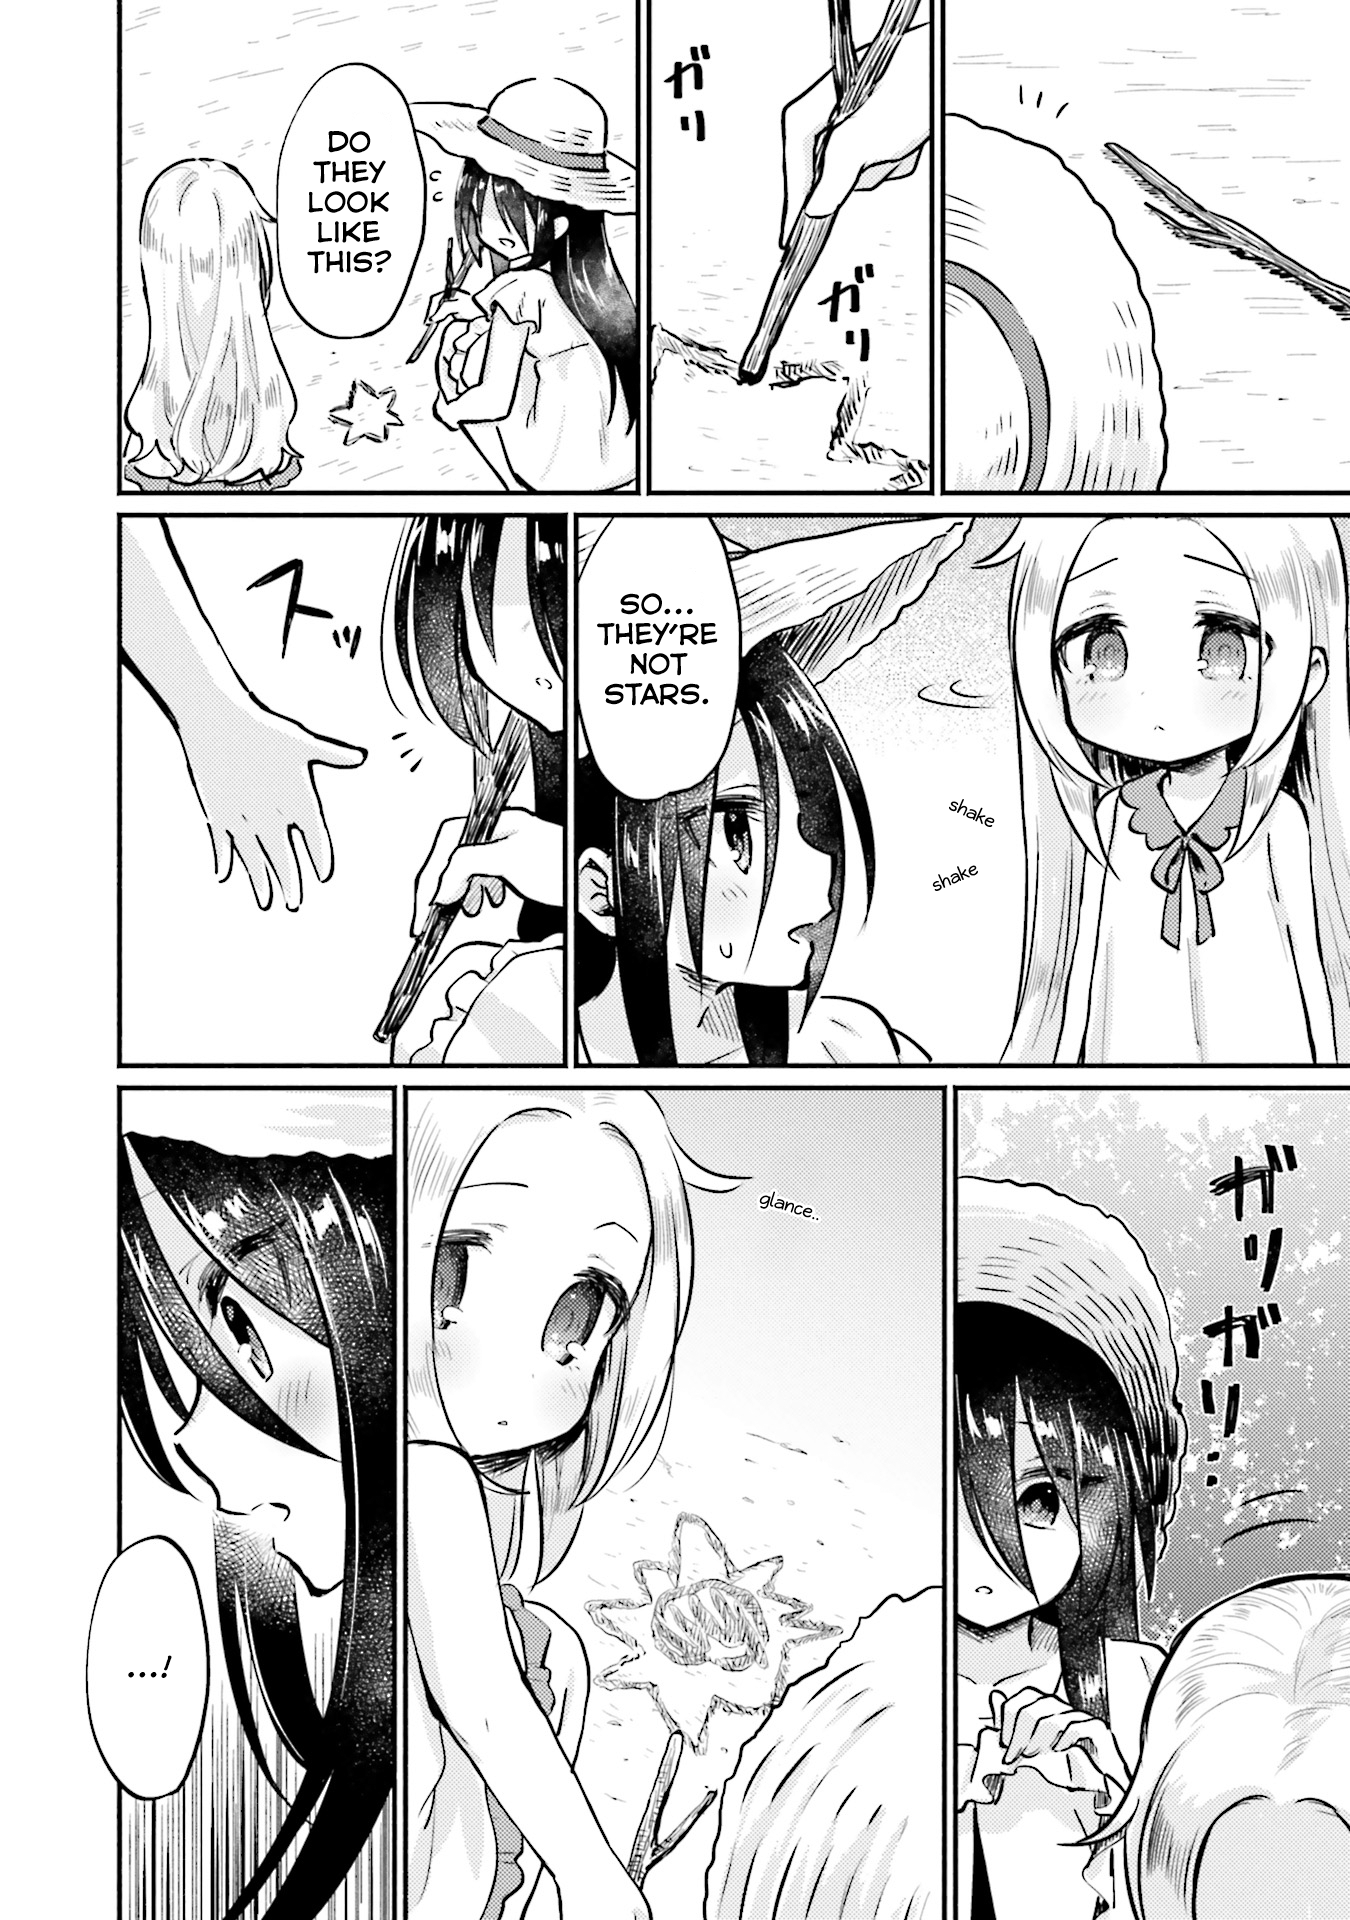 ガ
リ
ガ
リ
DO
THEY
LOOK
LIKE
THIS?
shake
shake
SO...
THEY'RE
NOT
STARS.
スッ
ガリ
ガリ...
glance..
...!